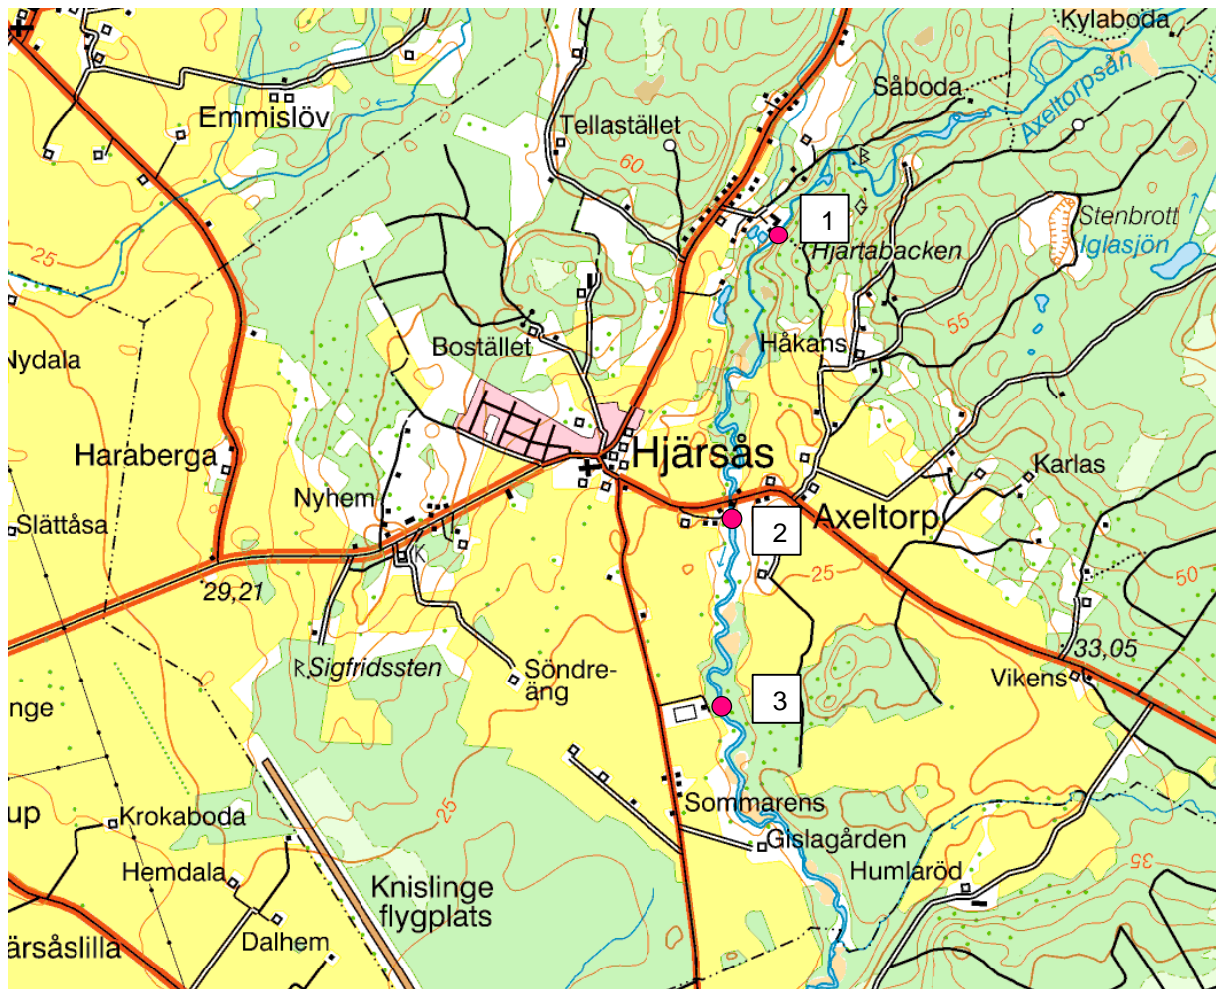 Kylaboda
Såboda
Axeltorpsån
Emmislöv
Tellastället
60
1
Stenbrott
Iglasjön
Hjärtabacken
25
55
Håkans
Bostället
Nydala
Hjärsås
Haraberga
Karlas
Nyhem
Slättåsa
Axeltorp
2
K
25
50
29,21
R Sigfridssten
33,05
Söndre-
äng
Vikens
3
nge
25
Sommarens
up
Krokaboda
Gislagården
Humlaröd
35
Hemdala
Knislinge
flygplats
Dalhem
ärsåslilla